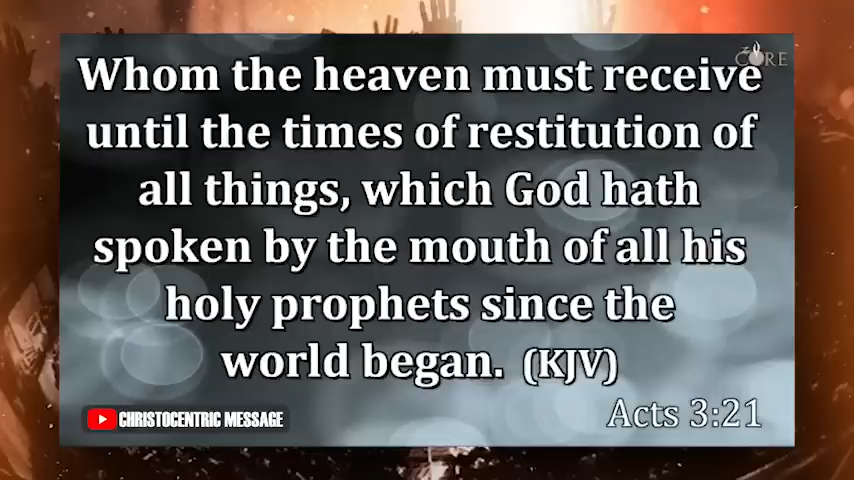 CORE
Whom the heaven must receive
until the times of restitution of
all things, which God hath
spoken by the mouth of all his
holy prophets since the
world began. (KJV)
Acts 3:21
CHRISTOCENTRIC MESSAGE